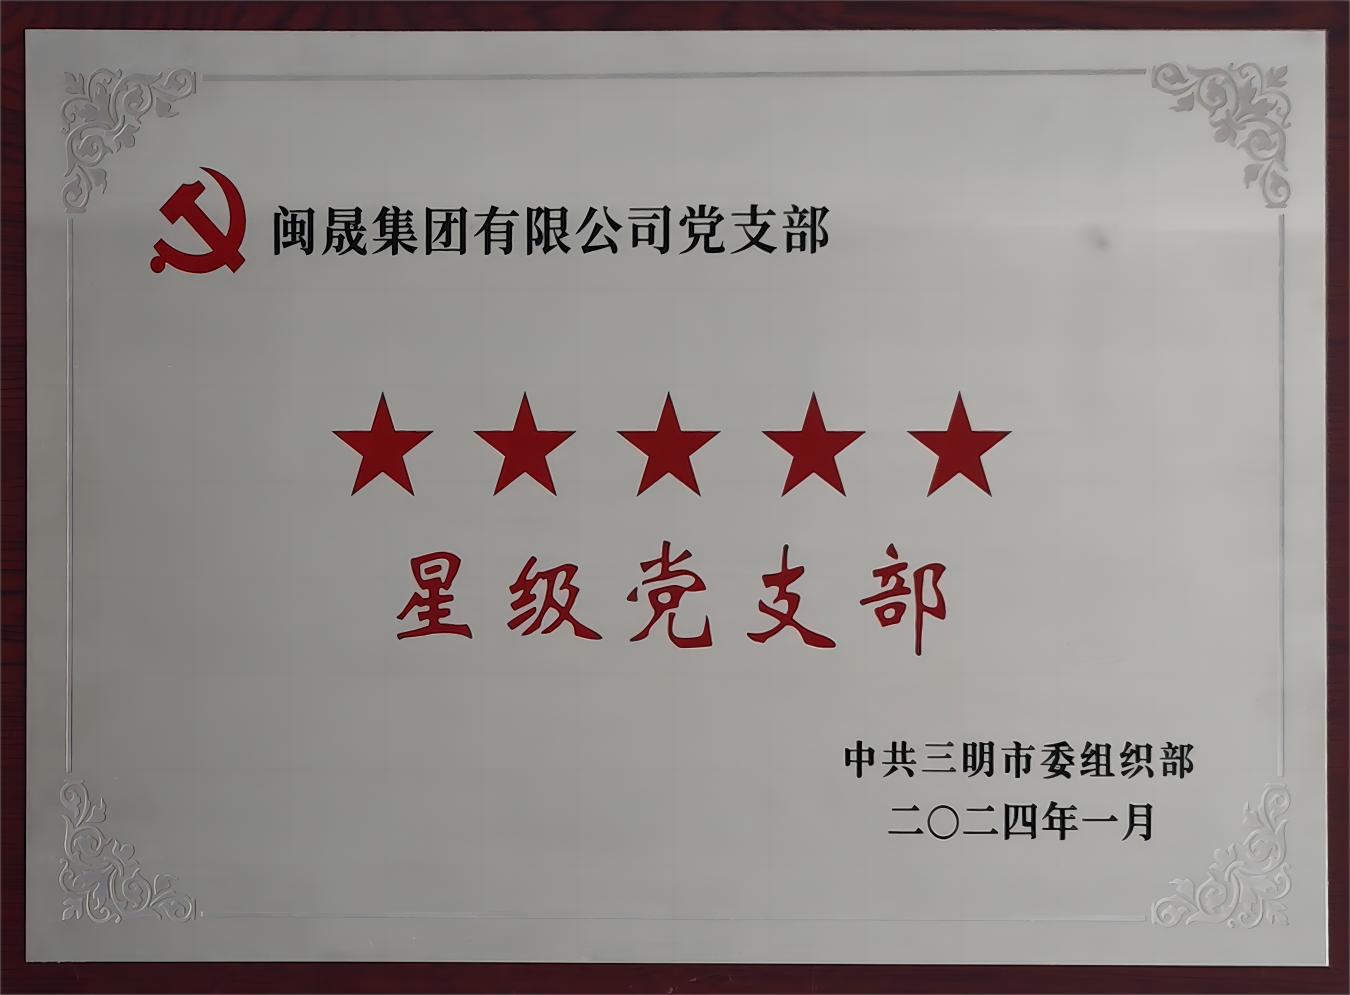 闽晟集团有限公司党支部
星级党支部
中共三明市委组织部
二〇二四年一月